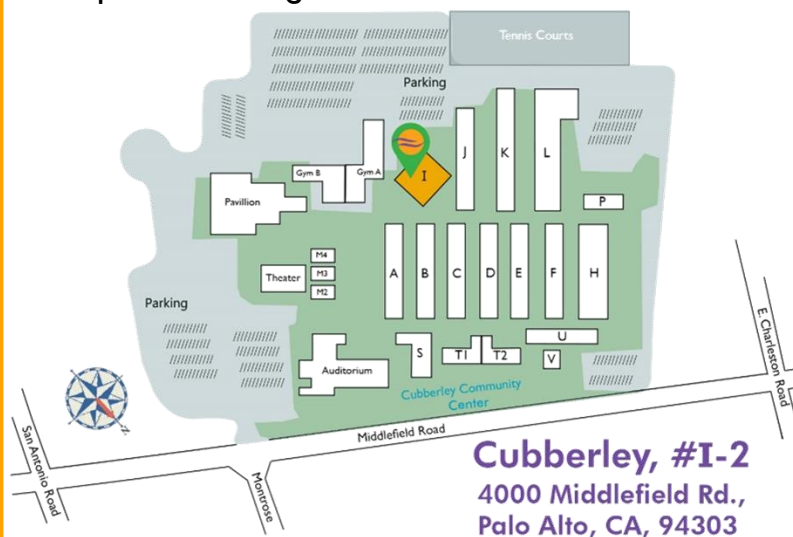 Tennis Courts
Parking
J
K
L
I
Gym B
Gym A
Pavillion
P
M4
M3
M2
Theater
A
B
C
D
E
F
H
Parking
U
S
T1
T2
V
Auditorium
Cubberley Community
Center
E. Charleston Road
Middlefield Road
San Antonio Road
Montrose
N
Cubberley, #I-2
4000 Middlefield Rd.,
Palo Alto, CA, 94303